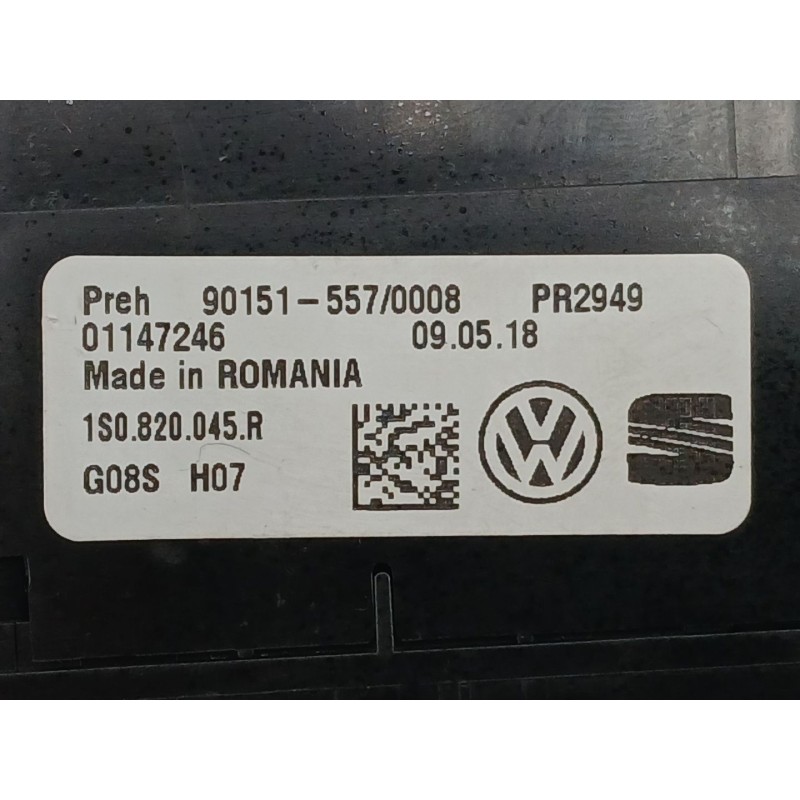 Preh 90151-557/0008 PR2949
01147246 09.05.18
Made in ROMANIA
1S0.820.045.R
G08S H07